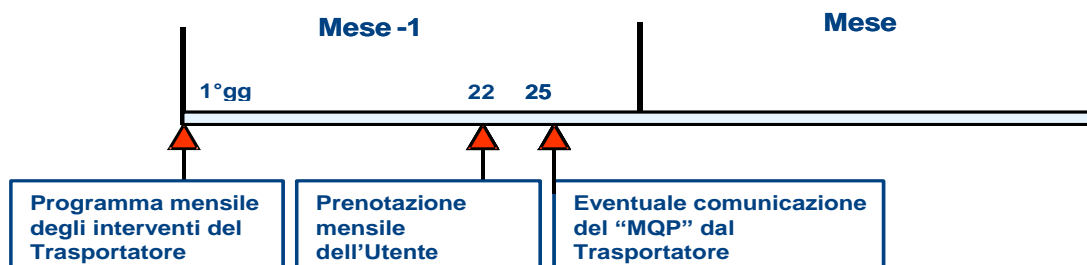 Mese -1
Mese
1°gg
22
25
Programma mensile
degli interventi del
Trasportatore
Prenotazione
mensile
dell'Utente
Eventuale comunicazione
del “MQP” dal
Trasportatore